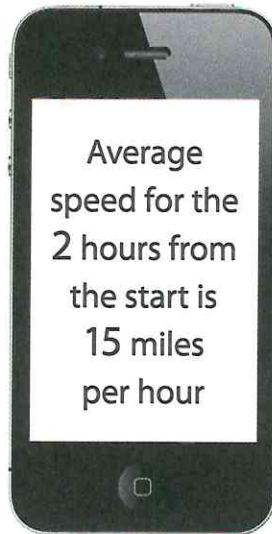 Average
speed for the
2 hours from
the start is
15 miles
per hour